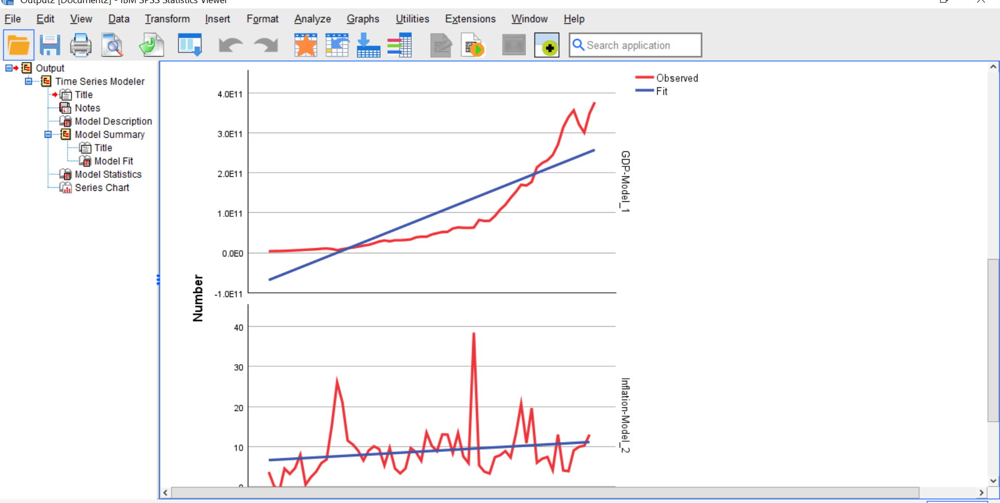 Output2 [Document2] - IBM SPSS Statistics Viewer
File Edit View Data Transform Insert Format Analyze Graphs Utilities Extensions Window Help
Search application
Output
Time Series Modeler
Title
Notes
Model Description
Model Summary
Title
Model Fit
Model Statistics
Series Chart
Observed
Fit
Number
4.0E11
3.0E11
2.0E11
1.0E11
0.0E0
-1.0E11
GDP-Model_1
40
30
20
10
0
Inflation-Model_2